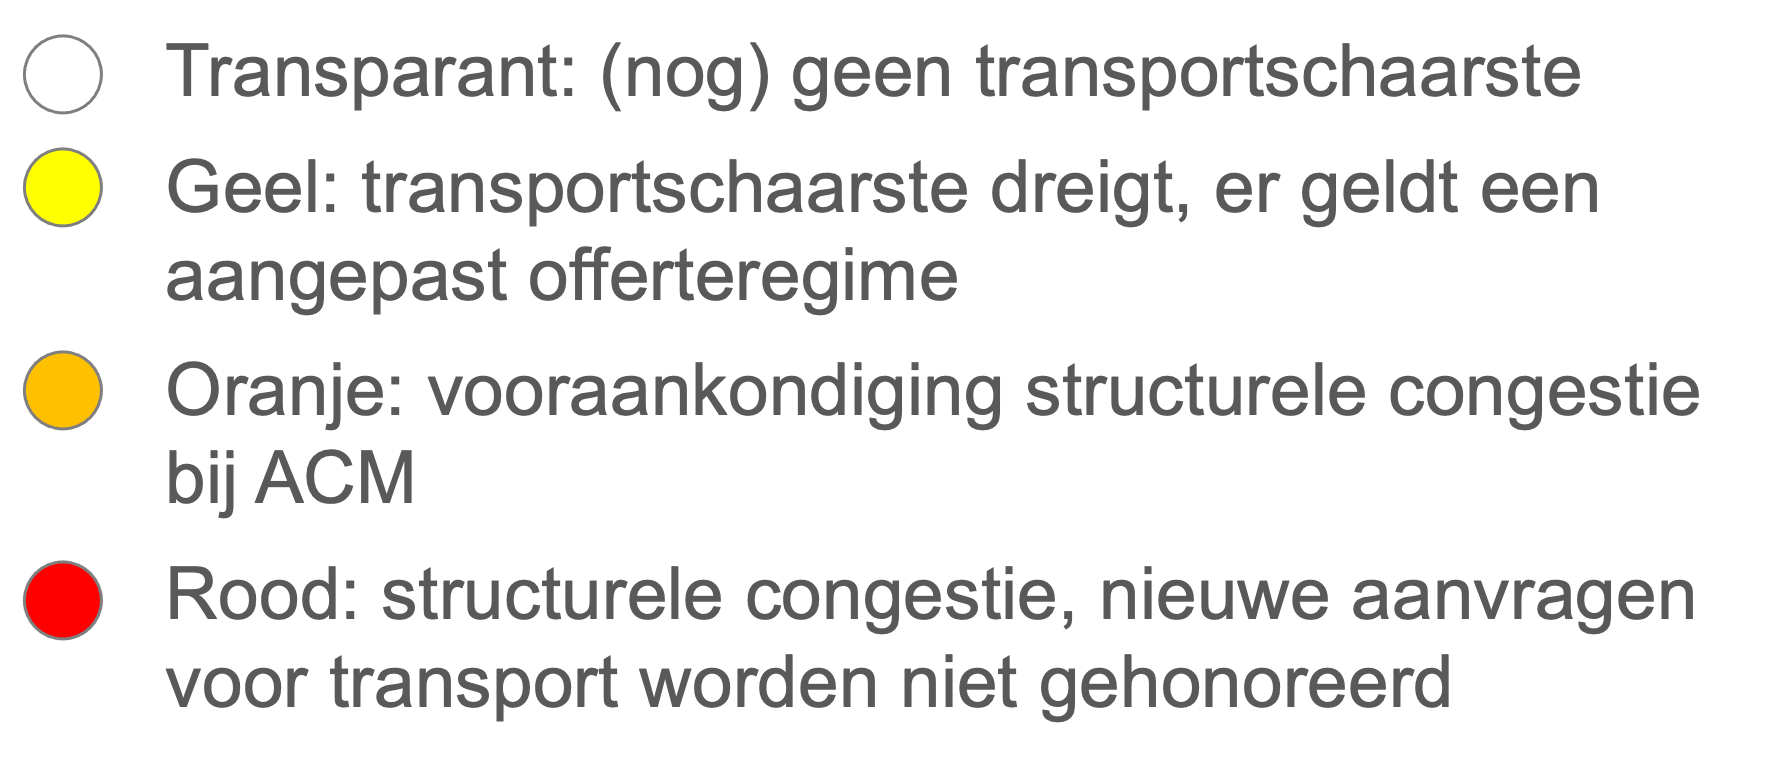 Transparant: (nog) geen transportschaarste
Geel: transportschaarste dreigt, er geldt een
aangepast offerteregime
Oranje: vooraankondiging structurele congestie
bij ACM
Rood: structurele congestie, nieuwe aanvragen
voor transport worden niet gehonoreerd